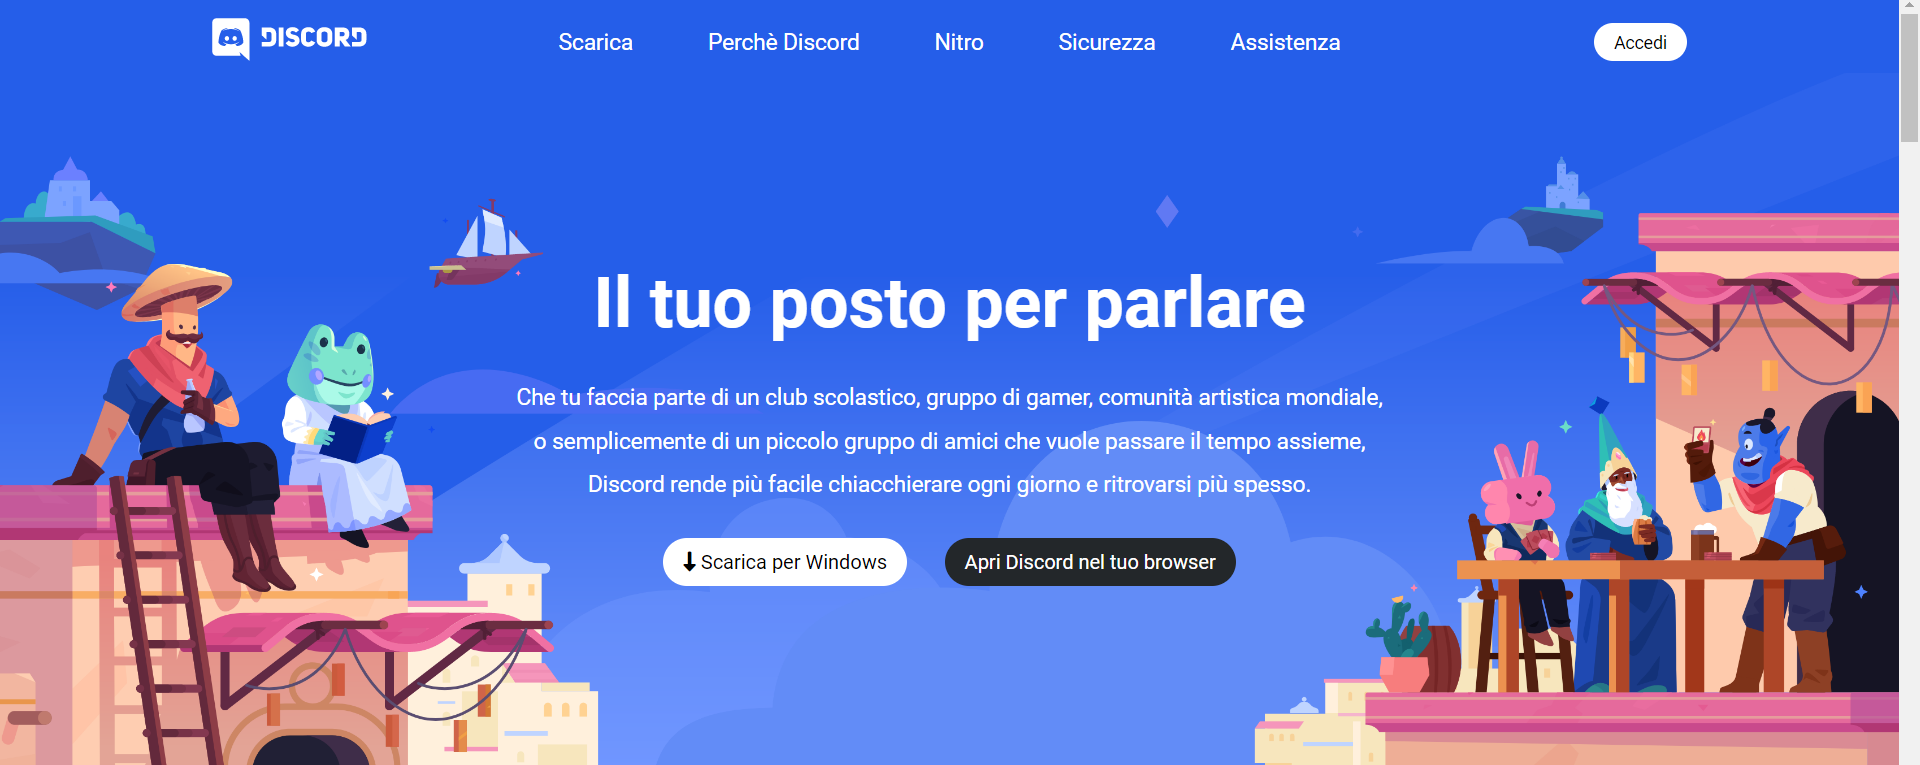 DISCORD
Scarica
Perchè Discord
Nitro
Sicurezza
Assistenza
Accedi
Il tuo posto per parlare
Che tu faccia parte di un club scolastico, gruppo di gamer, comunità artistica mondiale,
o semplicemente di un piccolo gruppo di amici che vuole passare il tempo assieme,
Discord rende più facile chiacchierare ogni giorno e ritrovarsi più spesso.
Scarica per Windows
Apri Discord nel tuo browser